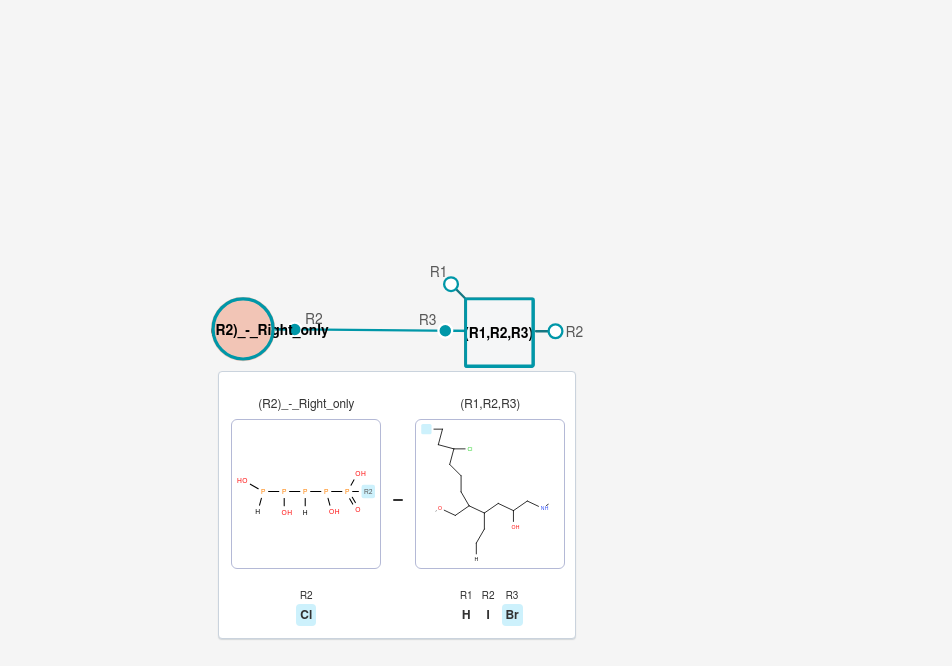 R1
R2
R3
R2)_-_Right_only
(R1,R2,R3)
R2
(R2)_-_Right_only
(R1,R2,R3)
Cl
OH
HO
P
P
P
P
P
R2
H
OH
H
OH
O
O
OH
NH
H
R2
R1
R2
R3
Cl
H
I
Br